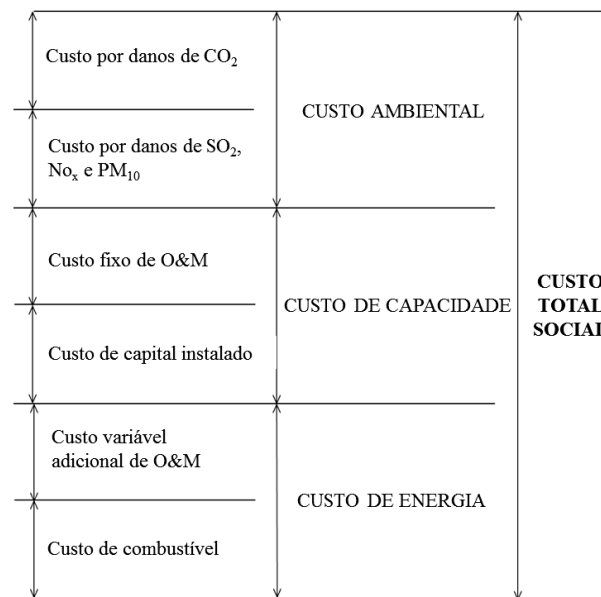 Custo por danos de CO₂
Custo por danos de SO₂,
Noₓ e PM₁₀
CUSTO AMBIENTAL
Custo fixo de O&M
Custo de capital instalado
CUSTO DE CAPACIDADE
Custo variável
adicional de O&M
Custo de combustível
CUSTO DE ENERGIA
CUSTO
TOTAL
SOCIAL